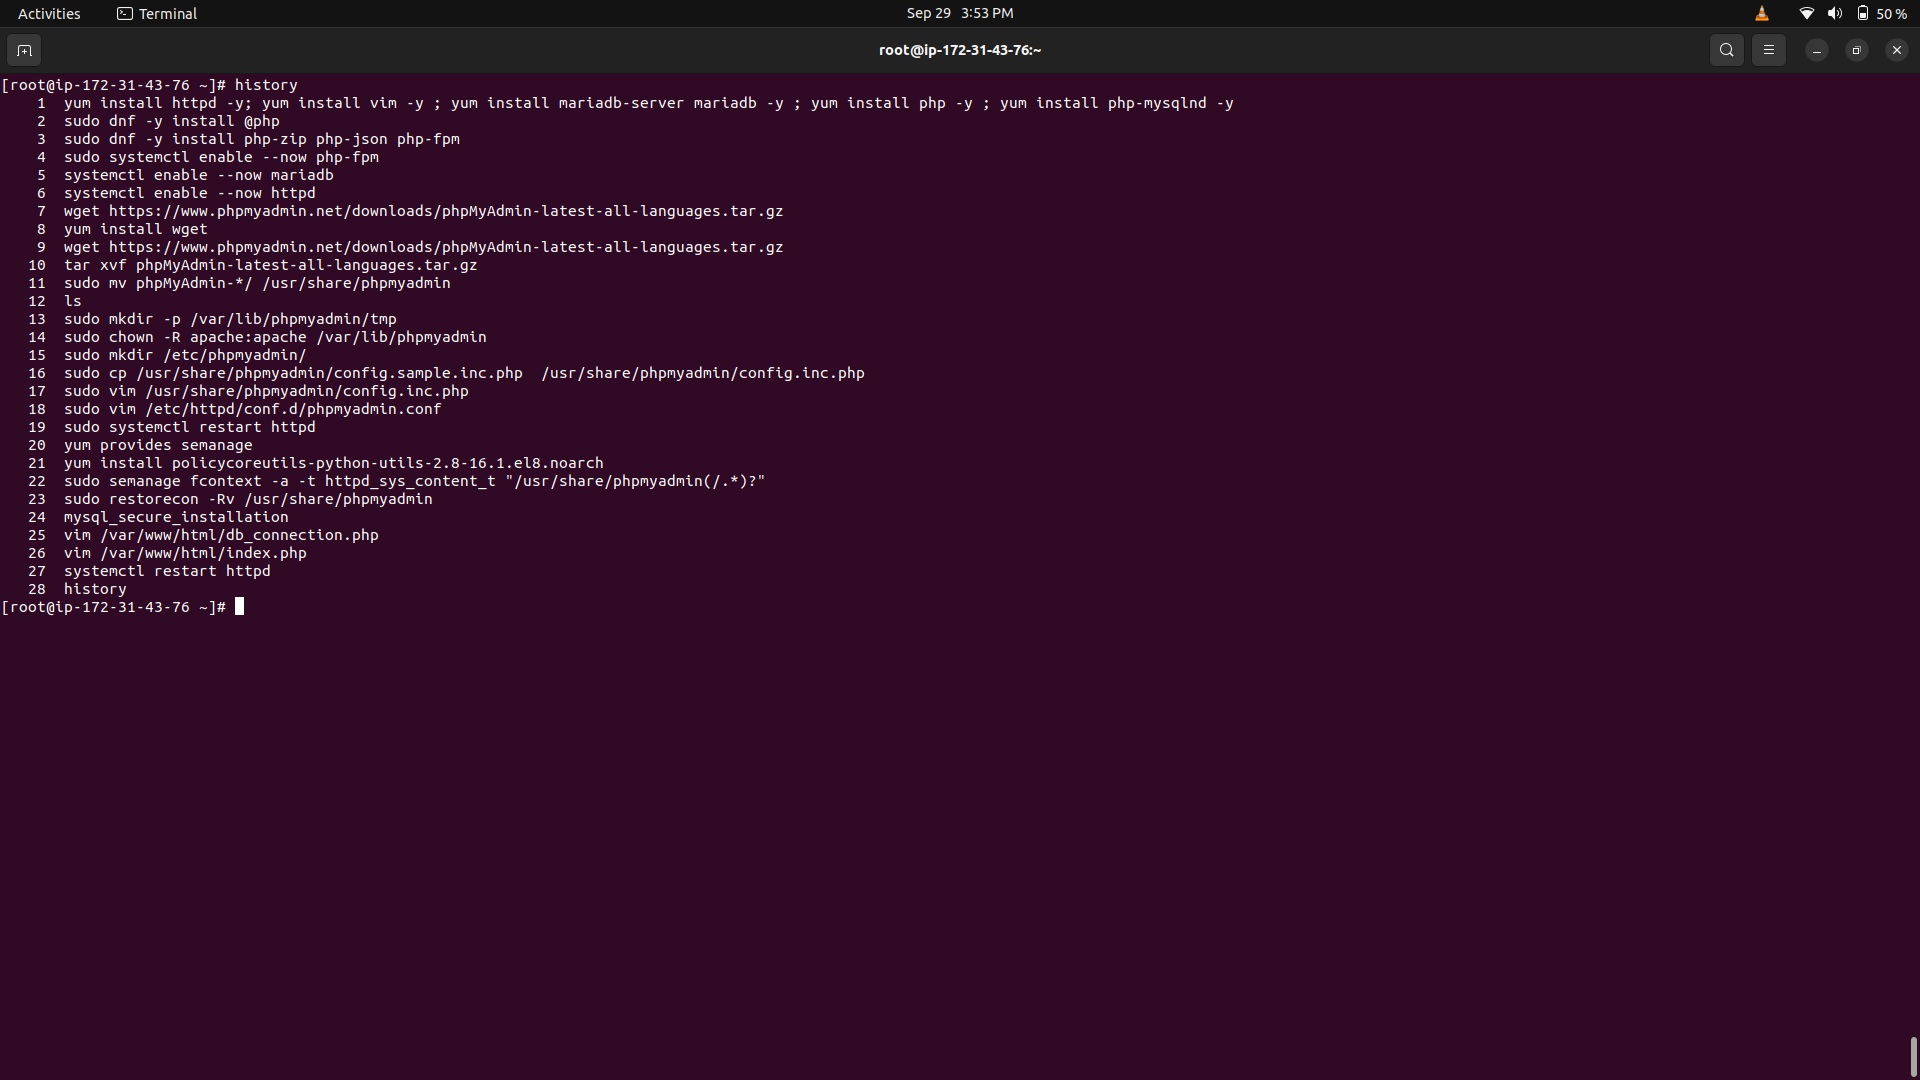 Activities Terminal Sep 29 3:53 PM 50 %
root@ip-172-31-43-76:~
[root@ip-172-31-43-76 ~]# history
1 yum install httpd -y; yum install vim -y ; yum install mariadb-server mariadb -y ; yum install php -y ; yum install php-mysqlnd -y
2 sudo dnf -y install @php
3 sudo dnf -y install php-zip php-json php-fpm
4 sudo systemctl enable --now php-fpm
5 systemctl enable --now mariadb
6 systemctl enable --now httpd
7 wget https://www.phpmyadmin.net/downloads/phpMyAdmin-latest-all-languages.tar.gz
8 yum install wget
9 wget https://www.phpmyadmin.net/downloads/phpMyAdmin-latest-all-languages.tar.gz
10 tar xvf phpMyAdmin-latest-all-languages.tar.gz
11 sudo mv phpMyAdmin-*/ /usr/share/phpmyadmin
12 ls
13 sudo mkdir -p /var/lib/phpmyadmin/tmp
14 sudo chown -R apache:apache /var/lib/phpmyadmin
15 sudo mkdir /etc/phpmyadmin/
16 sudo cp /usr/share/phpmyadmin/config.sample.inc.php  /usr/share/phpmyadmin/config.inc.php
17 sudo vim /usr/share/phpmyadmin/config.inc.php
18 sudo vim /etc/httpd/conf.d/phpmyadmin.conf
19 sudo systemctl restart httpd
20 yum provides semanage
21 yum install policycoreutils-python-utils-2.8-16.1.el8.noarch
22 sudo semanage fcontext -a -t httpd_sys_content_t "/usr/share/phpmyadmin(/.*)?"
23 sudo restorecon -Rv /usr/share/phpmyadmin
24 mysql_secure_installation
25 vim /var/www/html/db_connection.php
26 vim /var/www/html/index.php
27 systemctl restart httpd
28 history
[root@ip-172-31-43-76 ~]#